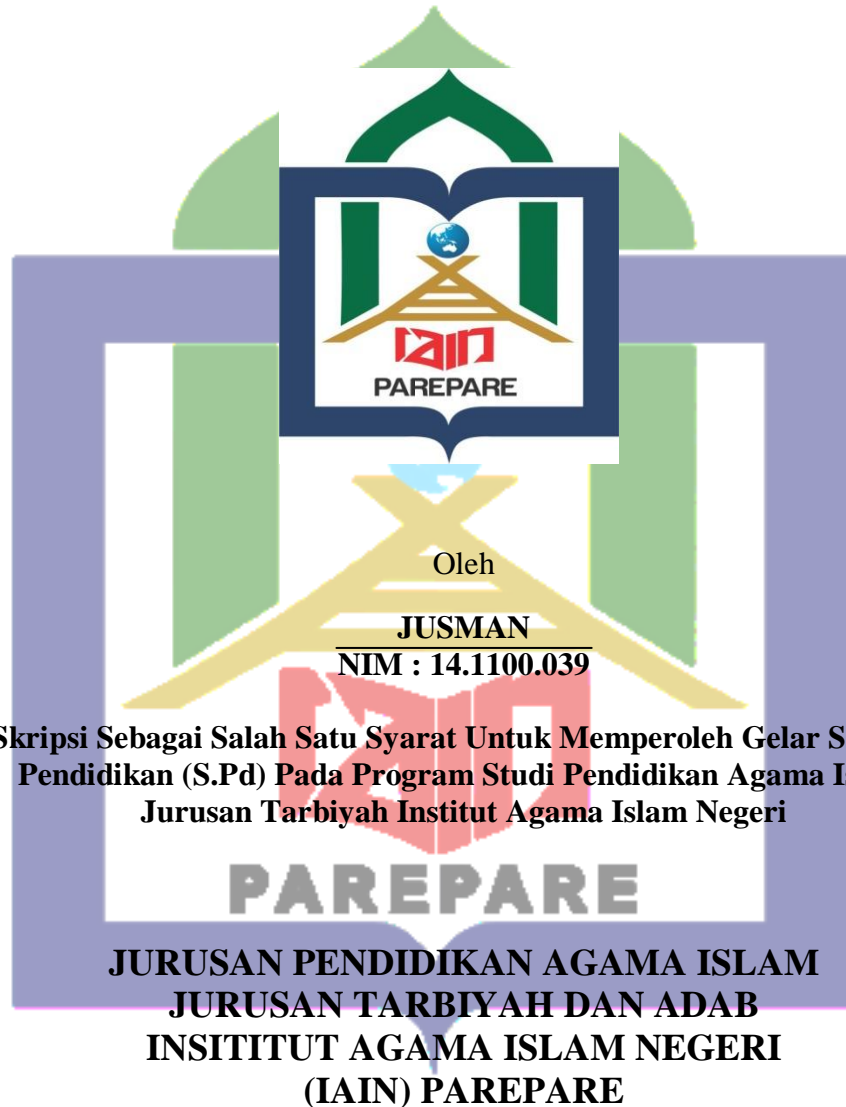 iain
PAREPARE
Oleh
JUSMAN
NIM : 14.1100.039
Skripsi Sebagai Salah Satu Syarat Untuk Memperoleh Gelar S
Pendidikan (S.Pd) Pada Program Studi Pendidikan Agama I
Jurusan Tarbiyah Institut Agama Islam Negeri
iain
PAREPARE
JURUSAN PENDIDIKAN AGAMA ISLAM
JURUSAN TARBIYAH DAN ADAB
INSITITUT AGAMA ISLAM NEGERI
(IAIN) PAREPARE